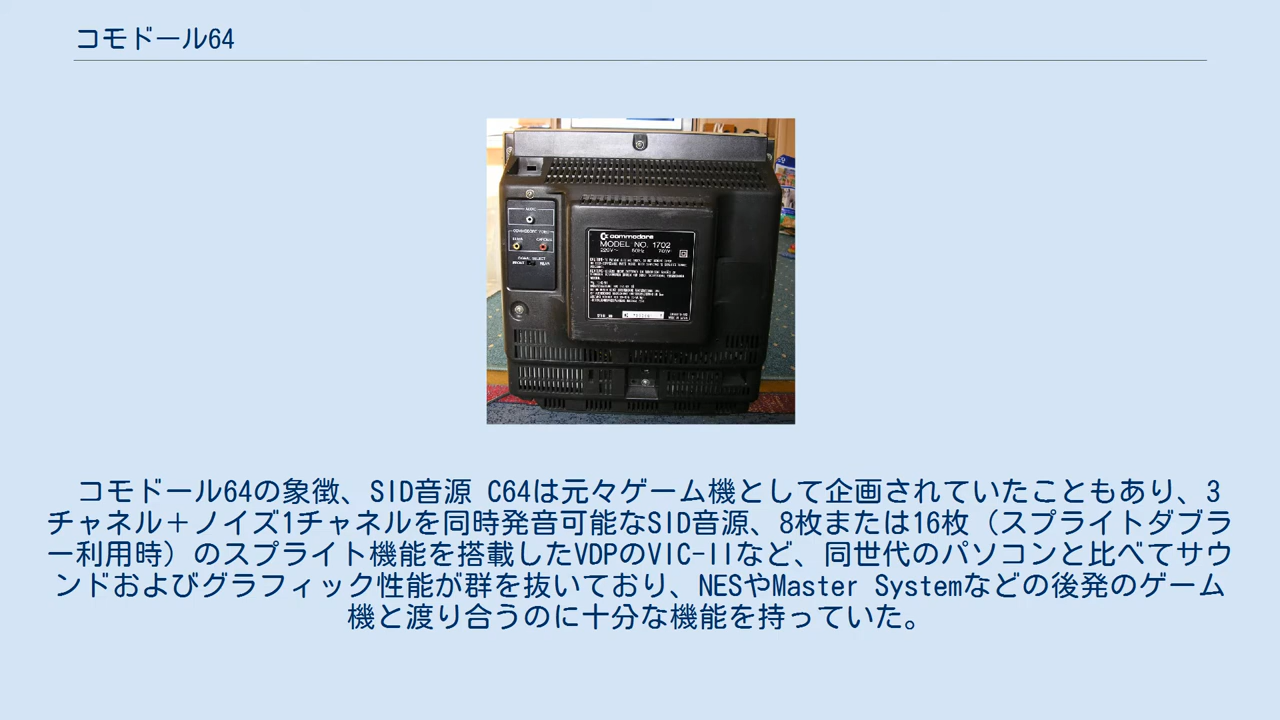 コモドール64
commodore
MODEL NO. 1702
220V~ 50Hz
AUDIO
LUMA
SIGNAL SELECT
FRONT REAR
コモドール64の象徴、SID音源 C64は元々ゲーム機として企画されていたこともあり、3
チャネル＋ノイズ1チャネルを同時発音可能なSID音源、8枚または16枚（スプライトダブラ
ー利用時）のスプライト機能を搭載したVDPのVIC-IIなど、同世代のパソコンと比べてサウ
ンドおよびグラフィック性能が群を抜いており、NESやMaster Systemなどの後発のゲーム
機と渡り合うのに十分な機能を持っていた。